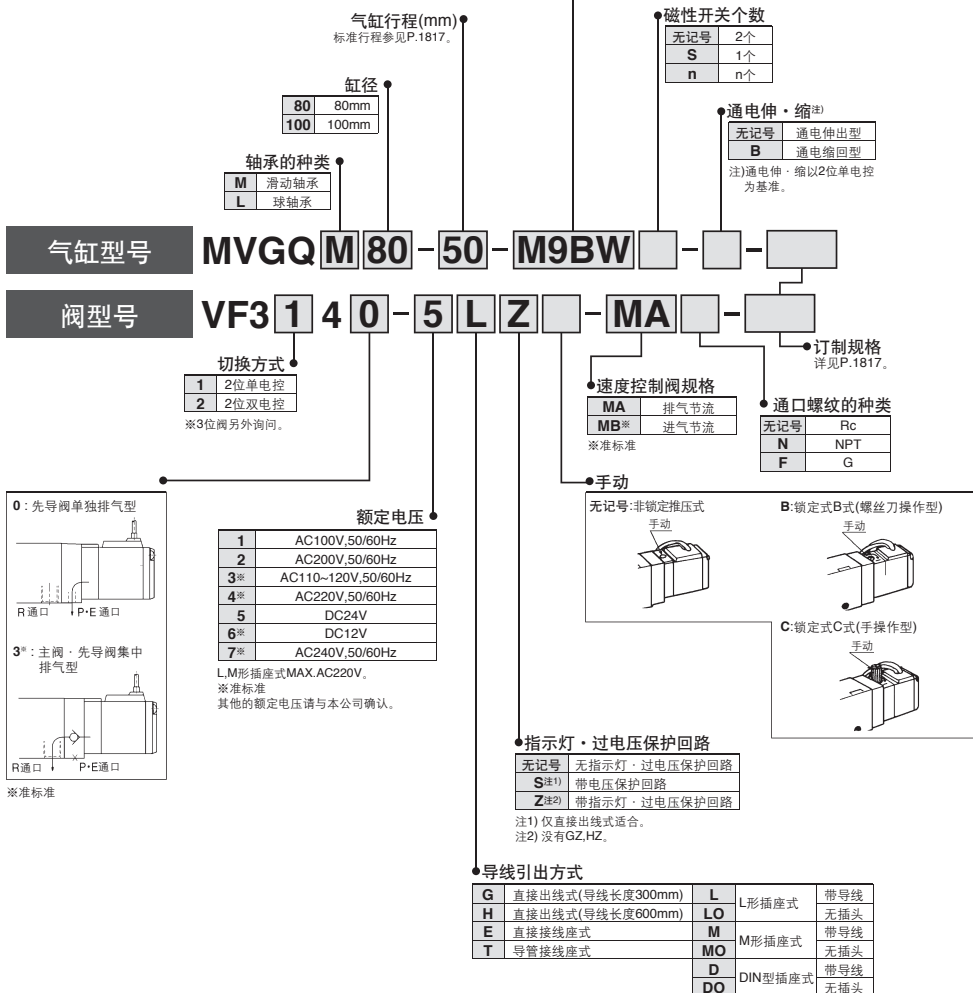 气缸行程(mm)
标准行程参见P.1817。
磁性开关个数
无记号 2个
S 1个
n n个
缸径
80 80mm
100 100mm
通电伸·缩注)
无记号 通电伸出型
B 通电缩回型
注)通电伸·缩以2位单电控
为基准。
轴承的种类
M 滑动轴承
L 球轴承
气缸型号 MVGQ M 80 - 50 - M9BW - -
阀型号 VF3 1 4 0 - 5 L Z - MA -
切换方式
1 2位单电控
2 2位双电控
※3位阀另外询问。
订制规格
详见P.1817。
速度控制阀规格
MA 排气节流
MB※ 进气节流
※准标准
通口螺纹的种类
无记号 Rc
N NPT
F G
0：先导阀单独排气型
R通口 P·E通口
3※：主阀·先导阀集中
排气型
R通口 P·E通口
※准标准
额定电压
1 AC100V,50/60Hz
2 AC200V,50/60Hz
3※ AC110~120V,50/60Hz
4※ AC220V,50/60Hz
5 DC24V
6※ DC12V
7※ AC240V,50/60Hz
L,M形插座式MAX.AC220V。
※准标准
其他的额定电压请与本公司确认。
手动
无记号:非锁定推压式
手动
B:锁定式B式(螺丝刀操作型)
手动
C:锁定式C式(手操作型)
手动
指示灯·过电压保护回路
无记号 无指示灯·过电压保护回路
S注1) 带电压保护回路
Z注2) 带指示灯·过电压保护回路
注1) 仅直接出线式适合。
注2) 没有GZ,HZ。
导线引出方式
G 直接出线式(导线长度300mm)
H 直接出线式(导线长度600mm)
E 直接接线座式
T 导管接线座式
L L形插座式 带导线
LO 无插头
M M形插座式 带导线
MO 无插头
D DIN型插座式 带导线
DO 无插头